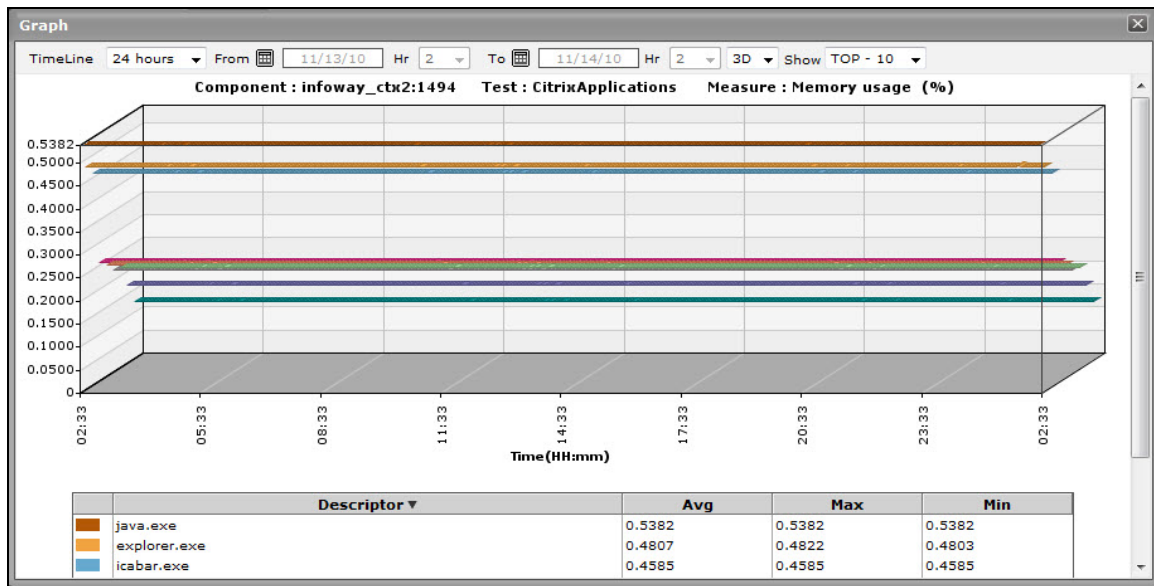 Graph
TimeLine 24 hours From 11/13/10 Hr 2 To 11/14/10 Hr 2 3D Show TOP - 10
Component : infoway_ctx2:1494 Test : CitrixApplications Measure : Memory usage (%)
0.5382
0.5000
0.4500
0.4000
0.3000
0.2500
0.2000
0.1500
0.1000
0.0500
0
02:33 05:33 08:33 11:33 14:33 17:33 20:33 23:33 02:33
Time(HH:mm)
Descriptor Avg Max Min
java.exe 0.5382 0.5382 0.5382
explorer.exe 0.4807 0.4822 0.4803
icabar.exe 0.4585 0.4585 0.4585